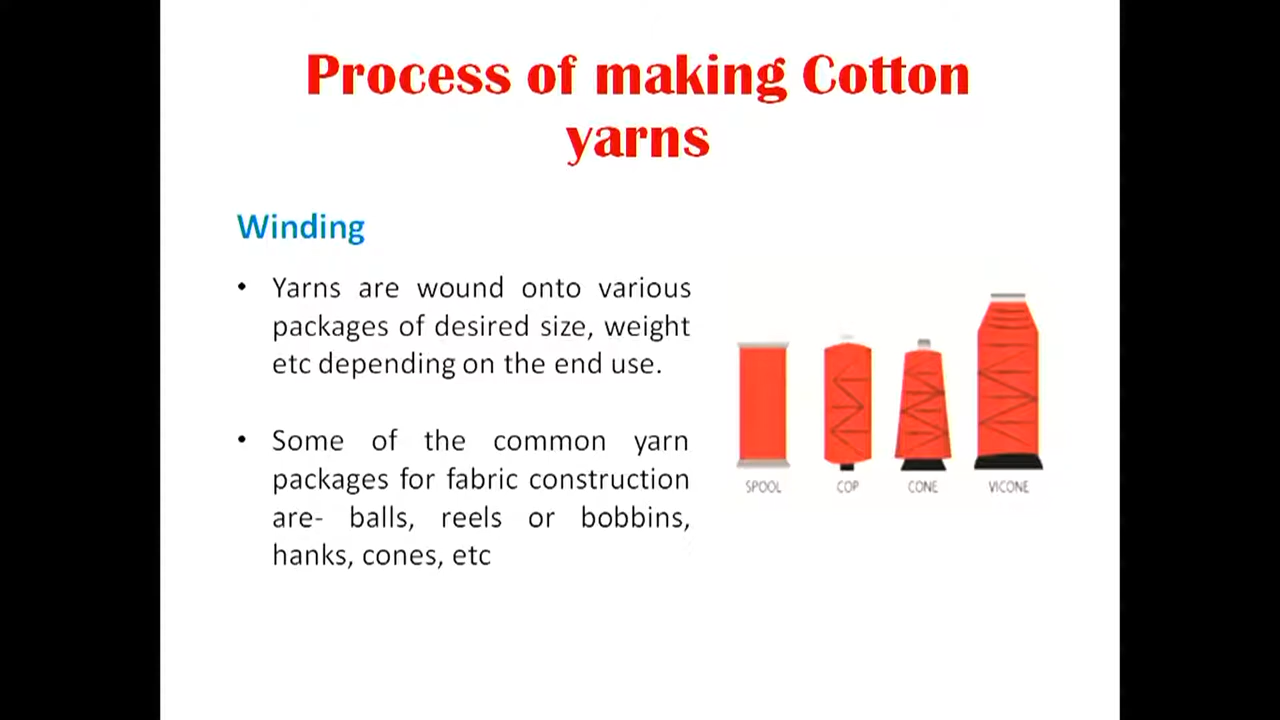 Process of making Cotton
yarns
Winding
• Yarns are wound onto various
packages of desired size, weight
etc depending on the end use.
• Some of the common yarn
packages for fabric construction
are- balls, reels or bobbins,
hanks, cones, etc
SPOOL COP CONE VICONE